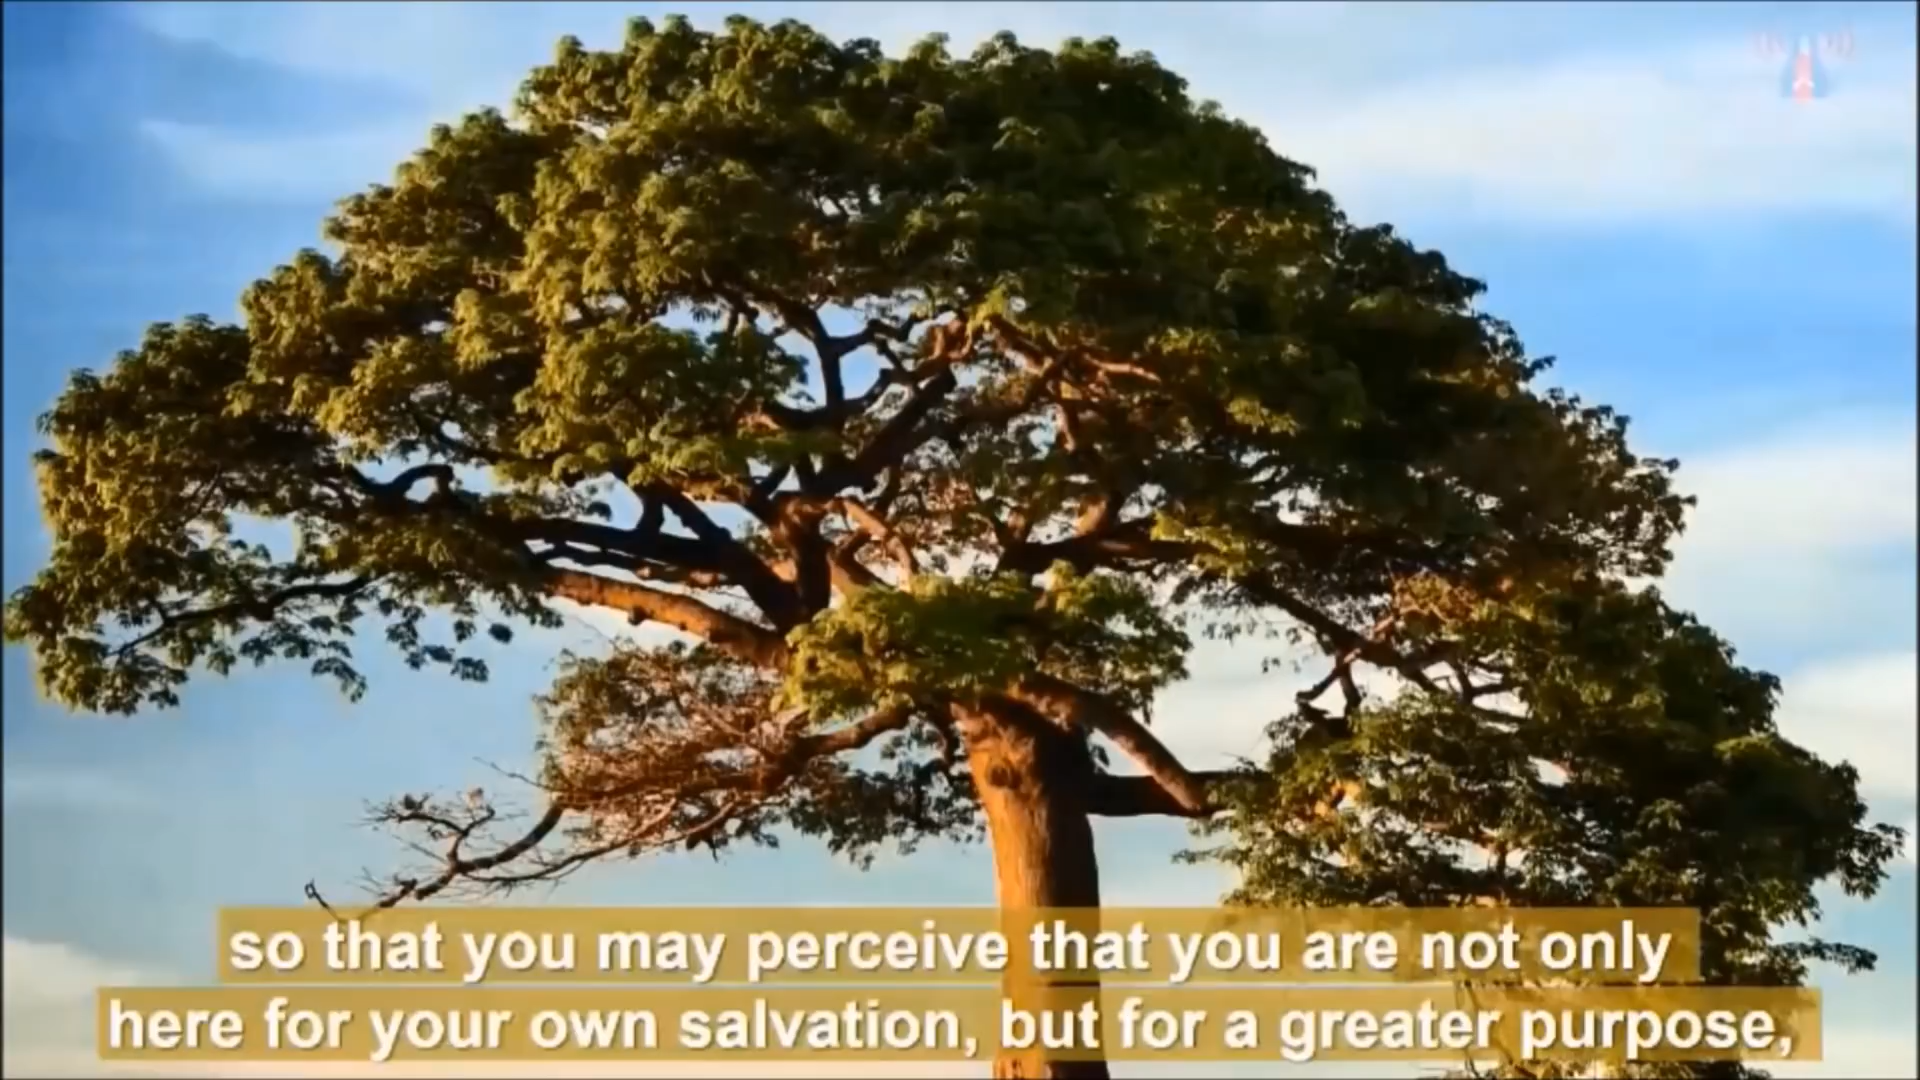 so that you may perceive that you are not only
here for your own salvation, but for a greater purpose,